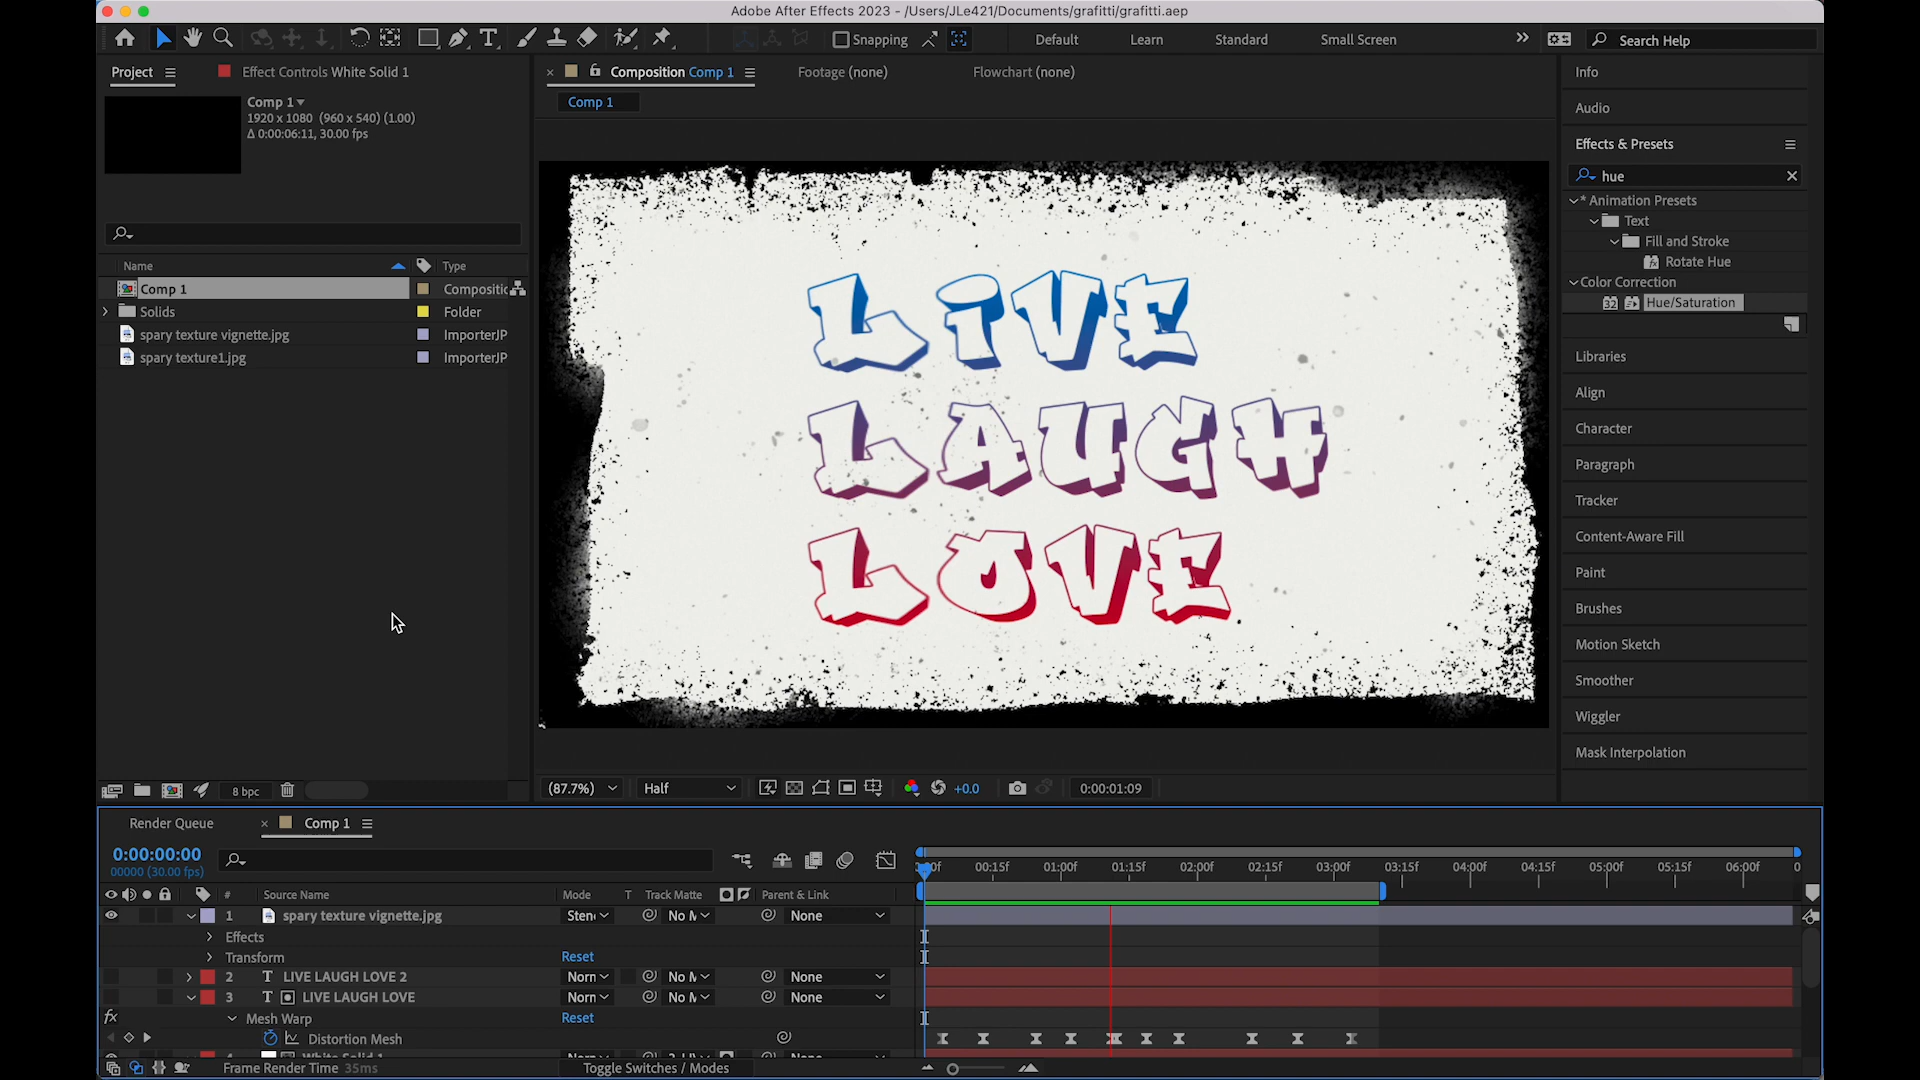 Adobe After Effects 2023 - /Users/JLe421/Documents/grafitti/grafitti.aep
Snapping
Default
Learn
Standard
Small Screen
Search Help
Project
Effect Controls White Solid 1
Composition Comp 1
Footage (none)
Flowchart (none)
Info
Comp 1
1920 x 1080 (960 x 540) (1.00)
Δ 0:00:06:11, 30.00 fps
Comp 1
Audio
Effects & Presets
hue
* Animation Presets
Text
Fill and Stroke
Rotate Hue
Color Correction
32
Hue/Saturation
Name
Type
Comp 1
Compositic
Solids
Folder
spary texture vignette.jpg
ImporterJP
spary texture1.jpg
ImporterJP
LiVE
LAUGH
LOVE
Libraries
Align
Character
Paragraph
Tracker
Content-Aware Fill
Paint
Brushes
Motion Sketch
Smoother
Wiggler
Mask Interpolation
8 bpc
(87.7%)
Half
+0.0
0:00:01:09
Render Queue
Comp 1
0:00:00:00
00000 (30.00 fps)
00:15f
01:00f
01:15f
02:00f
02:15f
03:00f
03:15f
04:00f
04:15f
05:00f
05:15f
06:00f
#
Source Name
Mode
T
Track Matte
Parent & Link
1
spary texture vignette.jpg
Sten
No M
None
Effects
Transform
Reset
2
T
LIVE LAUGH LOVE 2
Norn
No M
None
3
T
LIVE LAUGH LOVE
Norn
No M
None
fx
Mesh Warp
Reset
Distortion Mesh
Frame Render Time 35ms
Toggle Switches / Modes